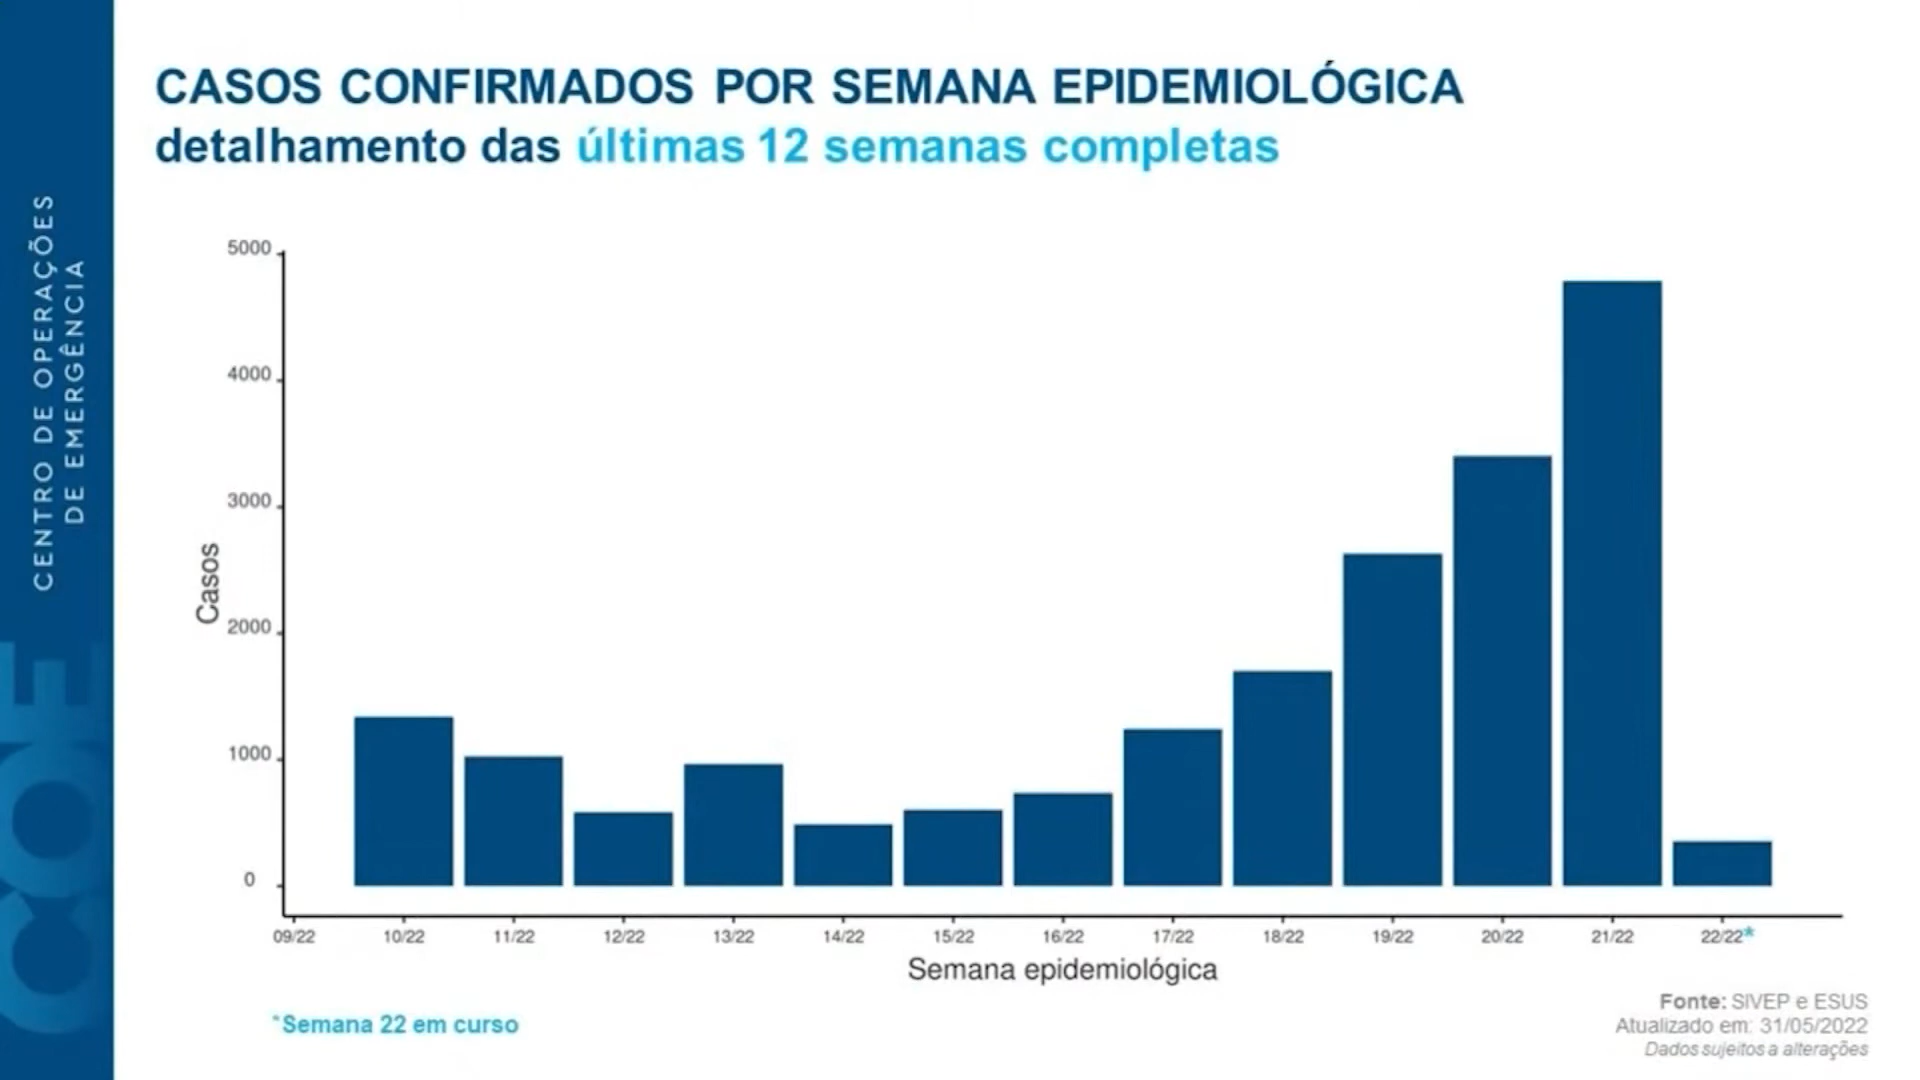 CENTRO DE OPERAÇÕES
DE EMERGÊNCIA
COE
CASOS CONFIRMADOS POR SEMANA EPIDEMIOLÓGICA
detalhamento das últimas 12 semanas completas
Casos
5000
4000
3000
2000
1000
0
09/22 10/22 11/22 12/22 13/22 14/22 15/22 16/22 17/22 18/22 19/22 20/22 21/22 22/22*
Semana epidemiológica
*Semana 22 em curso
Fonte: SIVEP e ESUS
Atualizado em: 31/05/2022
Dados sujeitos a alterações